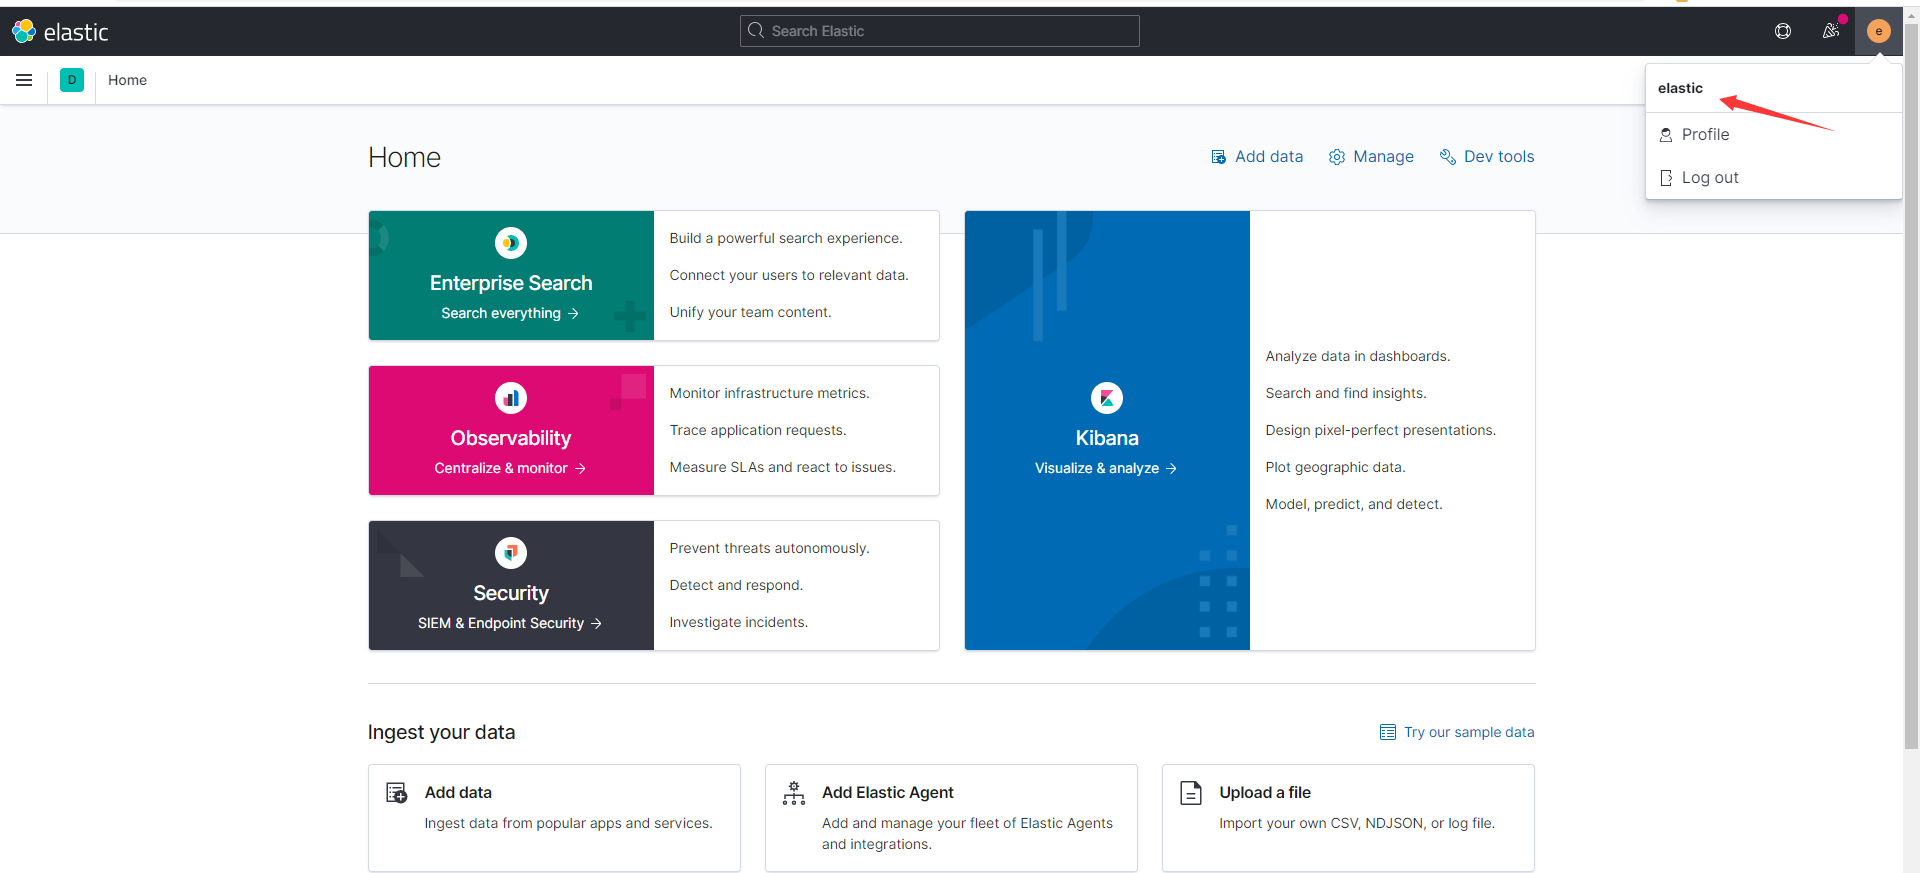 elastic
Search Elastic
e
D
Home
elastic
Profile
Log out
Home
Add data
Manage
Dev tools
Enterprise Search
Search everything →
Build a powerful search experience.
Connect your users to relevant data.
Unify your team content.
Observability
Centralize & monitor →
Monitor infrastructure metrics.
Trace application requests.
Measure SLAs and react to issues.
Security
SIEM & Endpoint Security →
Prevent threats autonomously.
Detect and respond.
Investigate incidents.
Kibana
Visualize & analyze →
Analyze data in dashboards.
Search and find insights.
Design pixel-perfect presentations.
Plot geographic data.
Model, predict, and detect.
Ingest your data
Try our sample data
Add data
Ingest data from popular apps and services.
Add Elastic Agent
Add and manage your fleet of Elastic Agents
and integrations.
Upload a file
Import your own CSV, NDJSON, or log file.